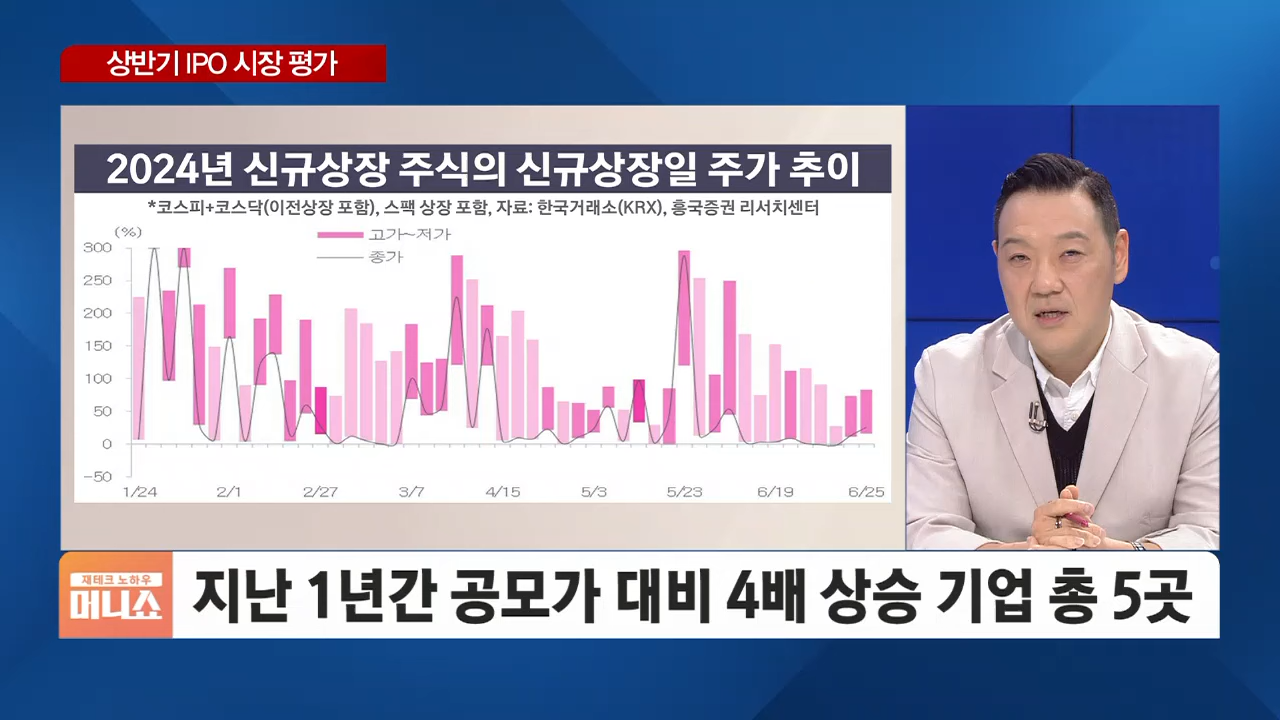 상반기 IPO 시장 평가
2024년 신규상장 주식의 신규상장일 주가 추이
*코스피+코스닥(이전상장 포함), 스팩 상장 포함, 자료: 한국거래소(KRX), 흥국증권 리서치센터
(%)
고가~저가
종가
300
250
200
150
100
50
0
-50
1/24 2/1 2/27 3/7 4/15 5/3 5/23 6/19 6/25
재테크 노하우
머니쇼
지난 1년간 공모가 대비 4배 상승 기업 총 5곳